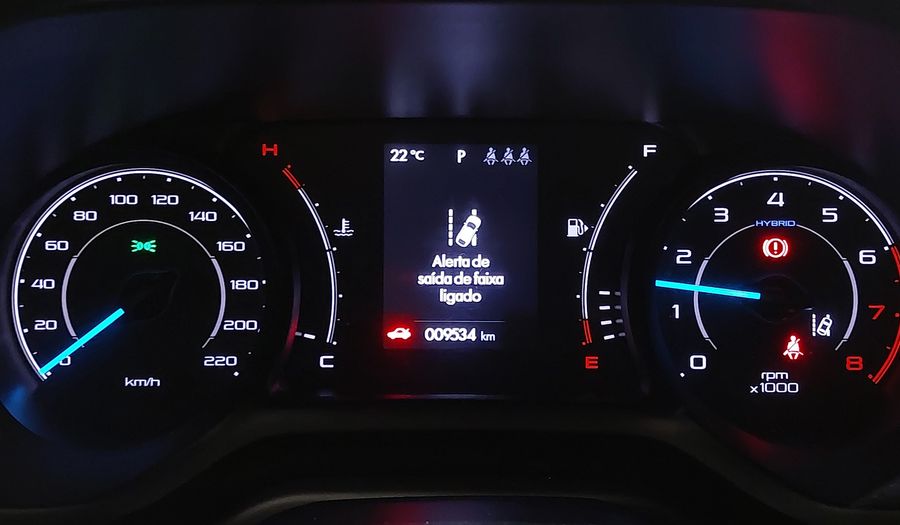 H
22 °C P
F
20
40
60
80
100
120
140
160
180
200
220
km/h
C
Alerta de
saída de faixa
ligado
009534 km
E
0
1
2
3
4
5
6
7
8
HYBRID
rpm
x1000